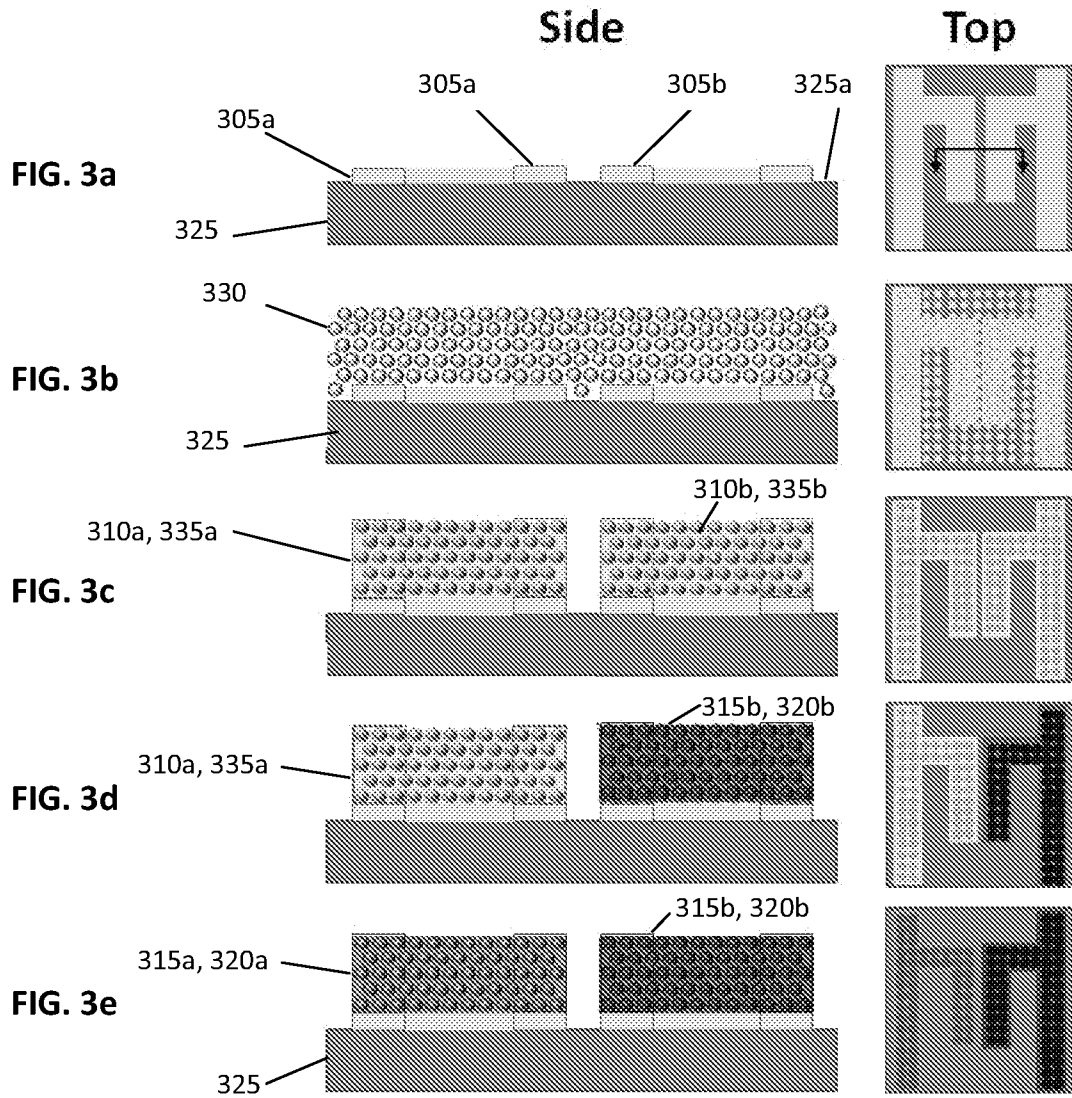 Side
Top
305a
305b
325a
305a
FIG. 3a
325
330
FIG. 3b
325
310b, 335b
310a, 335a
FIG. 3c
315b, 320b
310a, 335a
FIG. 3d
315b, 320b
315a, 320a
FIG. 3e
325